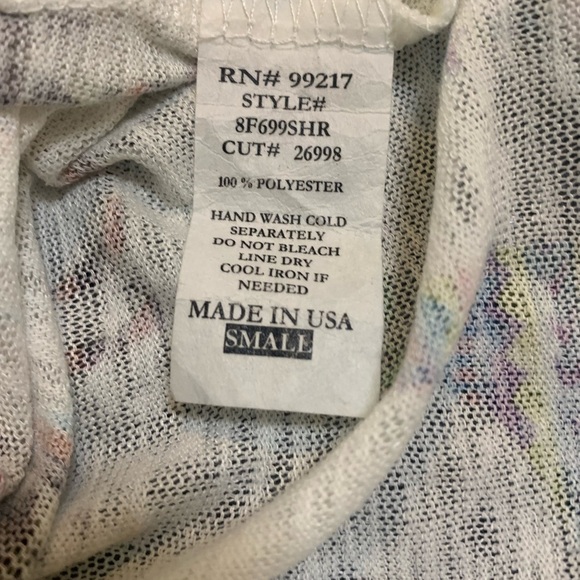 RN# 99217
STYLE#
8F699SHR
CUT# 26998
100 % POLYESTER
HAND WASH COLD
SEPARATELY
DO NOT BLEACH
LINE DRY
COOL IRON IF
NEEDED
MADE IN USA
SMALL